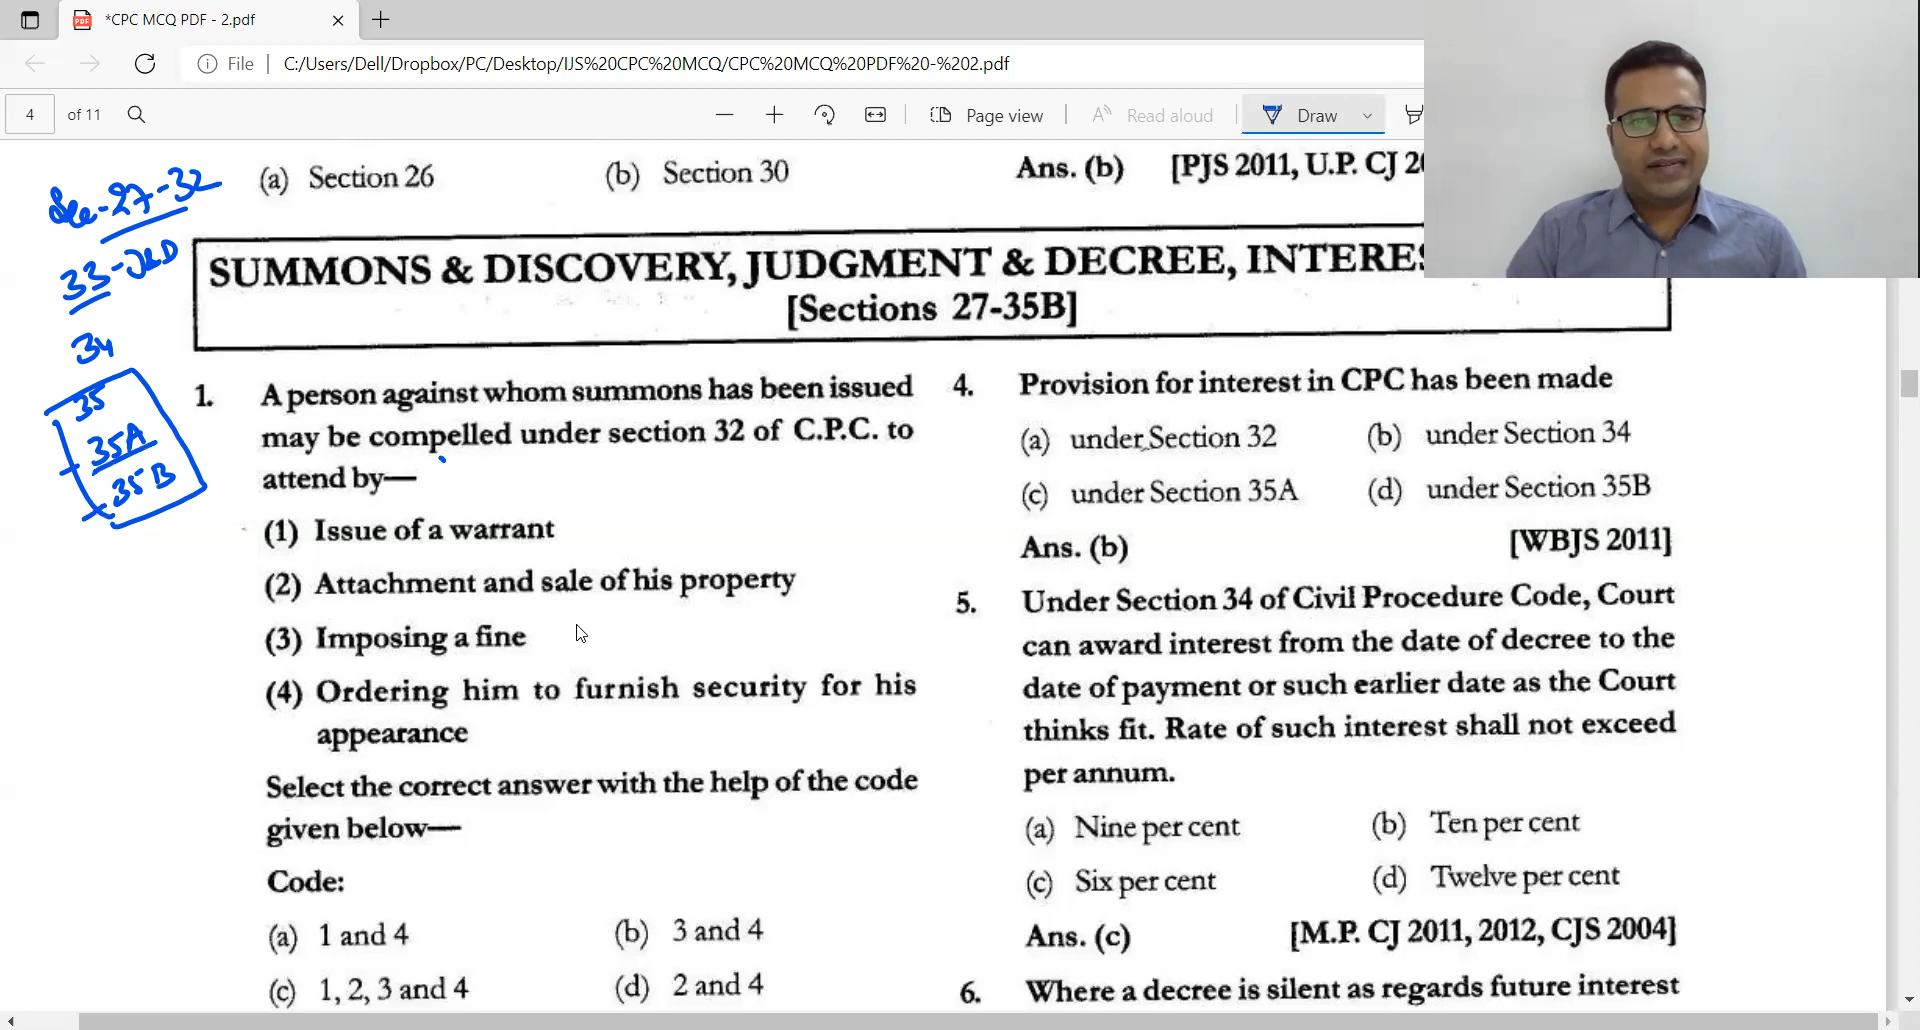 *CPC MCQ PDF - 2.pdf
File C:/Users/Dell/Dropbox/PC/Desktop/IJS%20CPC%20MCQ/CPC%20MCQ%20PDF%20-%202.pdf
4 of 11 Page view Read aloud Draw
(a) Section 26 (b) Section 30
Ans. (b) [PJS 2011, U.P. CJ
Sec-27-32
33-J&D
34
35
35A
35B
SUMMONS & DISCOVERY, JUDGMENT & DECREE, INTERES
[Sections 27-35B]
1. A person against whom summons has been issued
may be compelled under section 32 of C.P.C. to
attend by—
(1) Issue of a warrant
(2) Attachment and sale of his property
(3) Imposing a fine
(4) Ordering him to furnish security for his
appearance
Select the correct answer with the help of the code
given below—
Code:
(a) 1 and 4 (b) 3 and 4
(c) 1, 2, 3 and 4 (d) 2 and 4
4. Provision for interest in CPC has been made
(a) under Section 32 (b) under Section 34
(c) under Section 35A (d) under Section 35B
Ans. (b) [WBJS 2011]
5. Under Section 34 of Civil Procedure Code, Court
can award interest from the date of decree to the
date of payment or such earlier date as the Court
thinks fit. Rate of such interest shall not exceed
per annum.
(a) Nine per cent (b) Ten per cent
(c) Six per cent (d) Twelve per cent
Ans. (c) [M.P. CJ 2011, 2012, CJS 2004]
6. Where a decree is silent as regards future interest